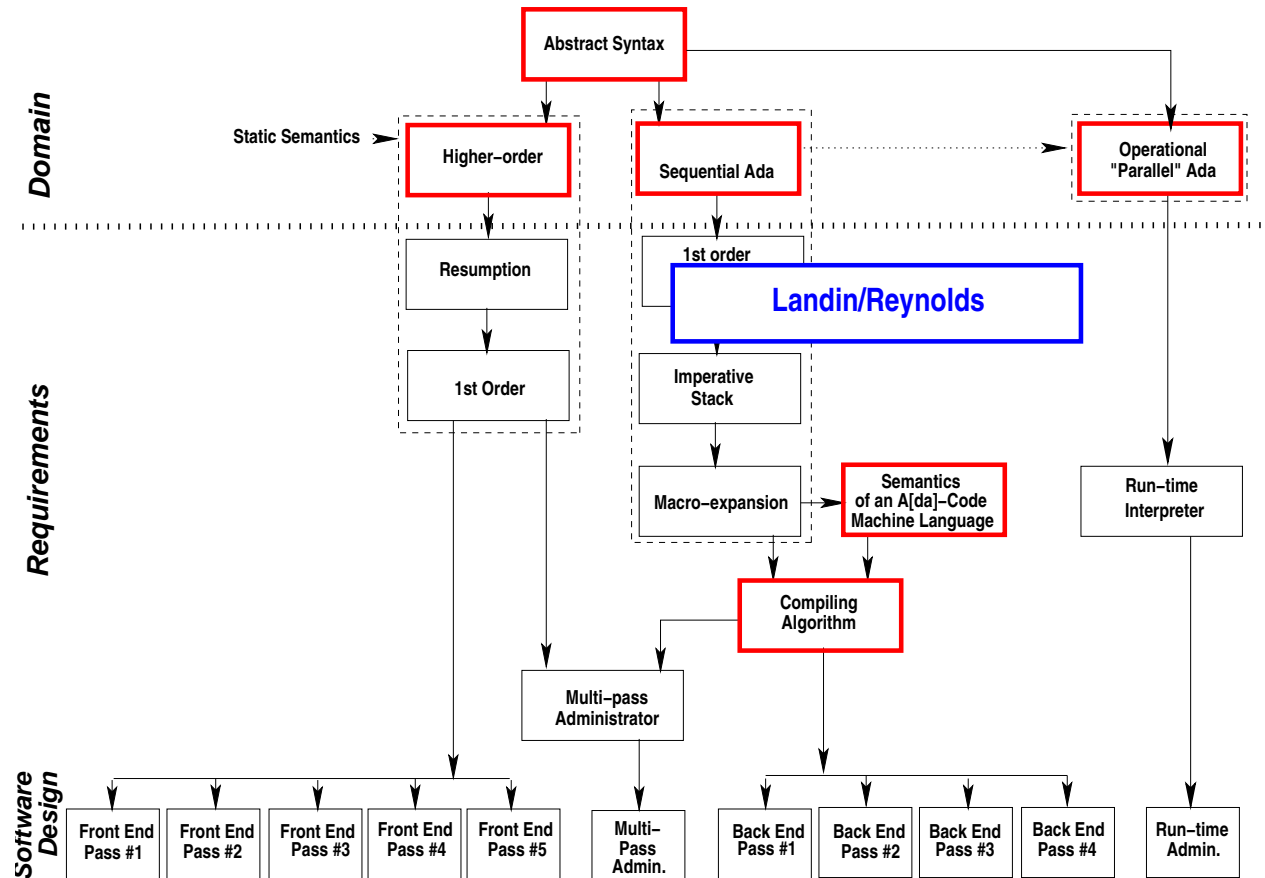 Abstract Syntax
Domain
Static Semantics
Higher−order
Sequential Ada
Operational
"Parallel" Ada
Requirements
Resumption
1st order
Landin/Reynolds
1st Order
Imperative
Stack
Macro−expansion
Semantics
of an A[da]−Code
Machine Language
Run−time
Interpreter
Compiling
Algorithm
Multi−pass
Administrator
Software
Design
Front End
Pass #1
Front End
Pass #2
Front End
Pass #3
Front End
Pass #4
Front End
Pass #5
Multi−
Pass
Admin.
Back End
Pass #1
Back End
Pass #2
Back End
Pass #3
Back End
Pass #4
Run−time
Admin.